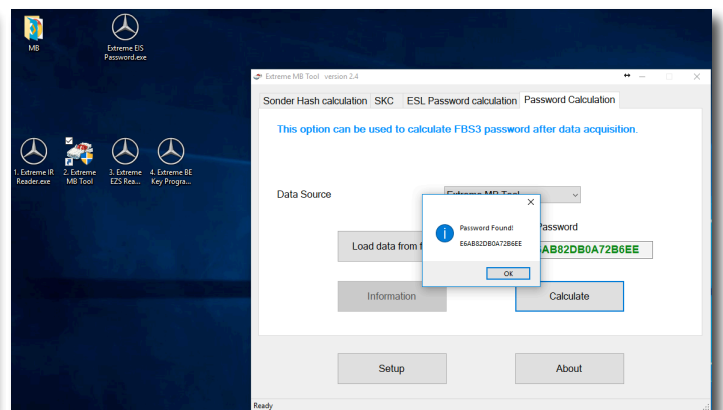 MB
Extreme EIS
Password.exe
1. Extreme IR
Reader.exe
2. Extreme
MB Tool
3. Extreme
EZS Rea...
4. Extreme BE
Key Progra...
Extreme MB Tool version 2.4
Sonder Hash calculation
SKC
ESL Password calculation
Password Calculation
This option can be used to calculate FBS3 password after data acquisition.
Data Source
Extreme MB Tool
Password Found!
E6AB82DB0A72B6EE
OK
Password
AB82DB0A72B6EE
Load data from f
Information
Calculate
Setup
About
Ready